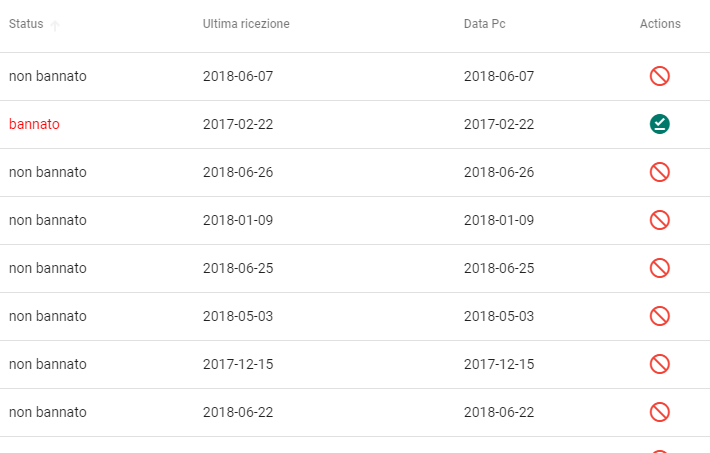 Status Ultima ricezione Data Pc Actions
non bannato 2018-06-07 2018-06-07
bannato 2017-02-22 2017-02-22
non bannato 2018-06-26 2018-06-26
non bannato 2018-01-09 2018-01-09
non bannato 2018-06-25 2018-06-25
non bannato 2018-05-03 2018-05-03
non bannato 2017-12-15 2017-12-15
non bannato 2018-06-22 2018-06-22